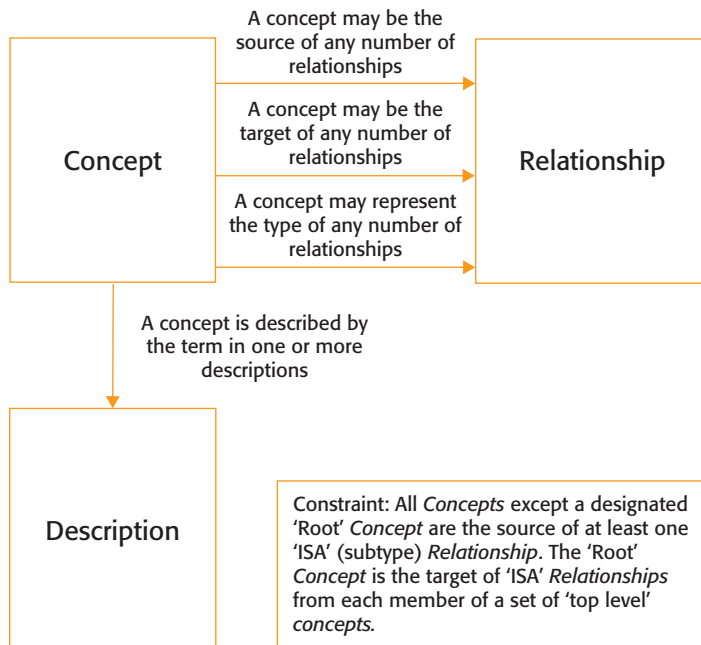 A concept may be the
source of any number of
relationships
A concept may be the
target of any number of
relationships
Concept
Relationship
A concept may represent
the type of any number of
relationships
A concept is described by
the term in one or more
descriptions
Description
Constraint: All Concepts except a designated
‘Root’ Concept are the source of at least one
‘ISA’ (subtype) Relationship. The ‘Root’
Concept is the target of ‘ISA’ Relationships
from each member of a set of ‘top level’
concepts.